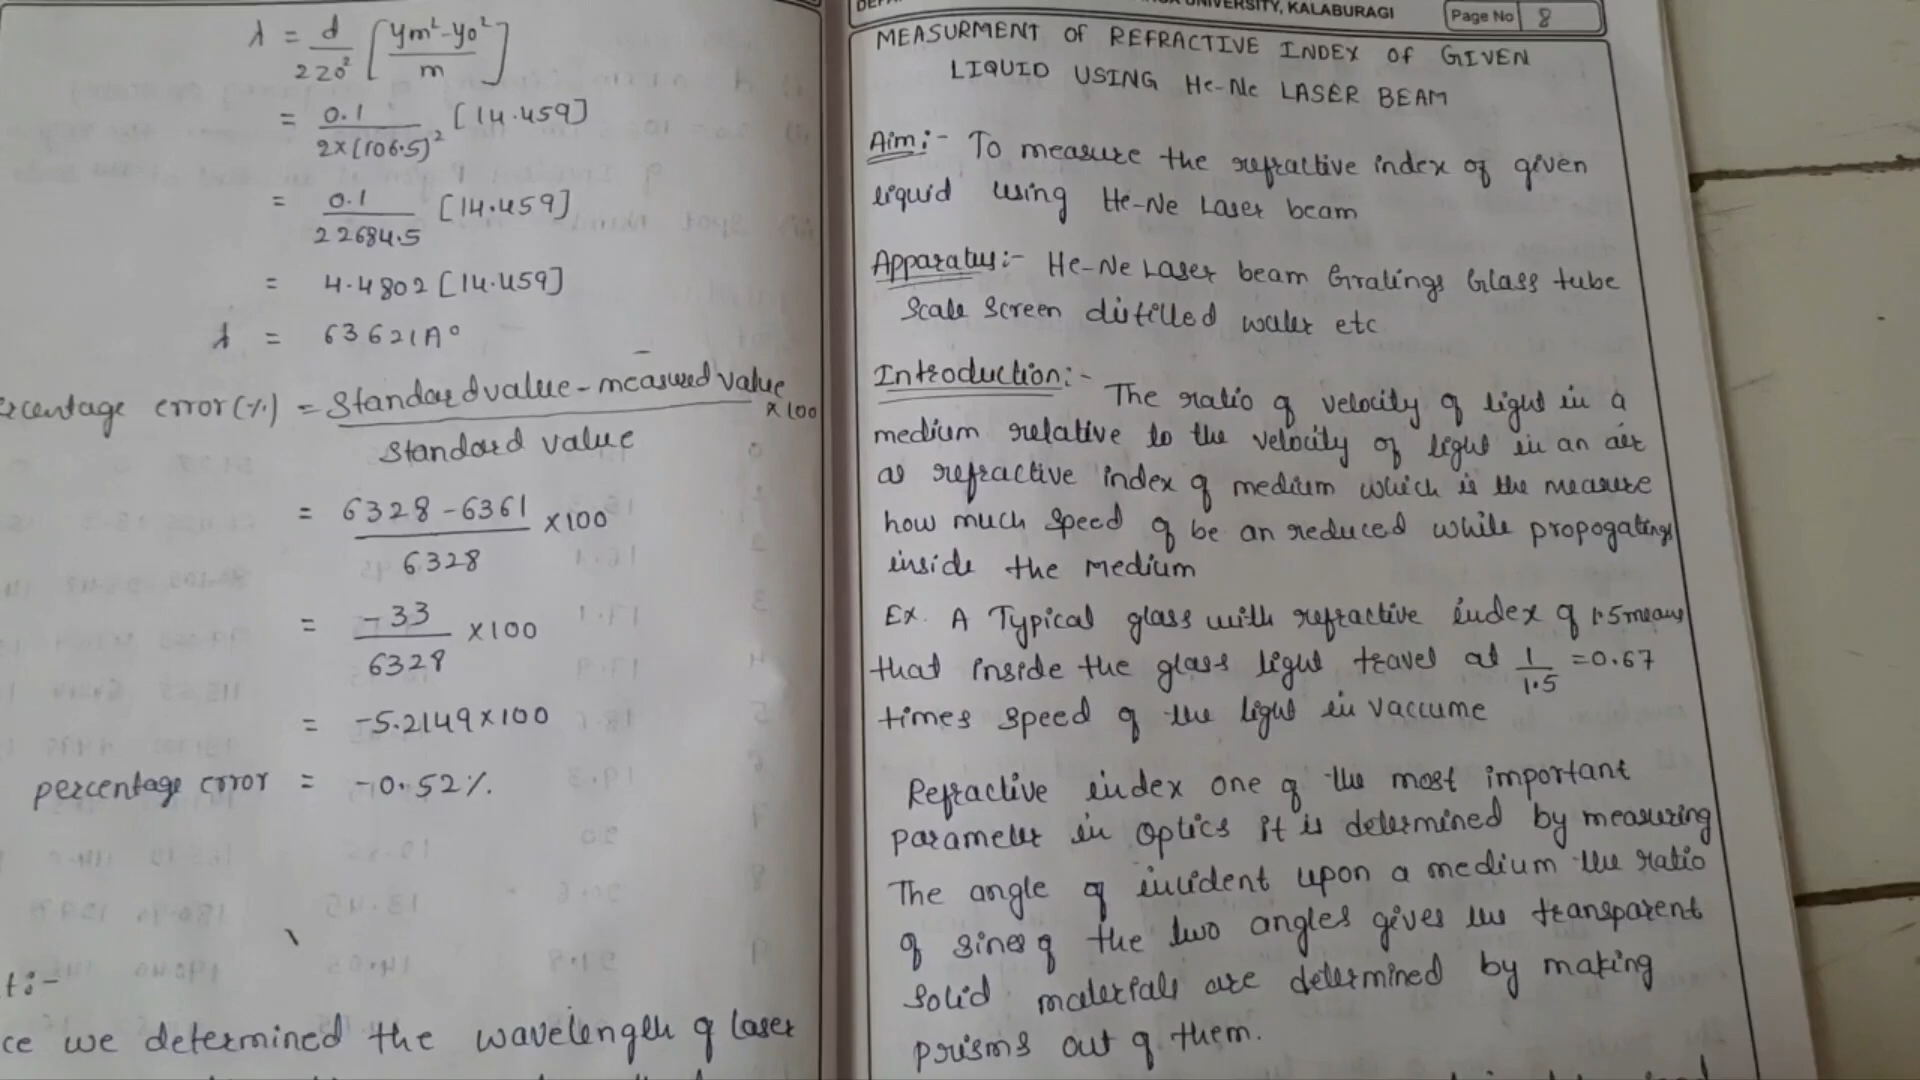 λ = d / 2z0² [ ym² - yo² / m ]
= 0.1 / 2×(106.5)² [14.459]
= 0.1 / 22684.5 [14.459]
= 4.4802 [14.459]
λ = 63621A°
error(%) = Standard value - measured value / Standard value ×100
= 6328 - 6361 / 6328 ×100
= -33 / 6328 ×100
= -5.2149×100
percentage error = -0.52%.
we determined the wavelength of laser
UNIVERSITY, KALABURAGI
Page No 8
MEASURMENT of REFRACTIVE INDEX of GIVEN
LIQUID USING He-Ne LASER BEAM
Aim:- To measure the refractive index of given
liquid using He-Ne Laser beam
Apparatus:- He-Ne Laser beam Gratings Glass tube
Scale Screen distilled water etc
Introduction:- The ratio of velocity of light in a
medium relative to the velocity of light in an air
as refractive index of medium which is the measure
how much speed of be an reduced while propogating
inside the medium
Ex. A Typical glass with refractive index of 1.5 means
that inside the glass light travel at 1/1.5 = 0.67
times speed of the light in vaccume
Refractive index one of the most important
parameter in optics it is determined by measuring
The angle of incident upon a medium the ratio
of sines of the two angles gives the transparent
solid materials are determined by making
prisms out of them.